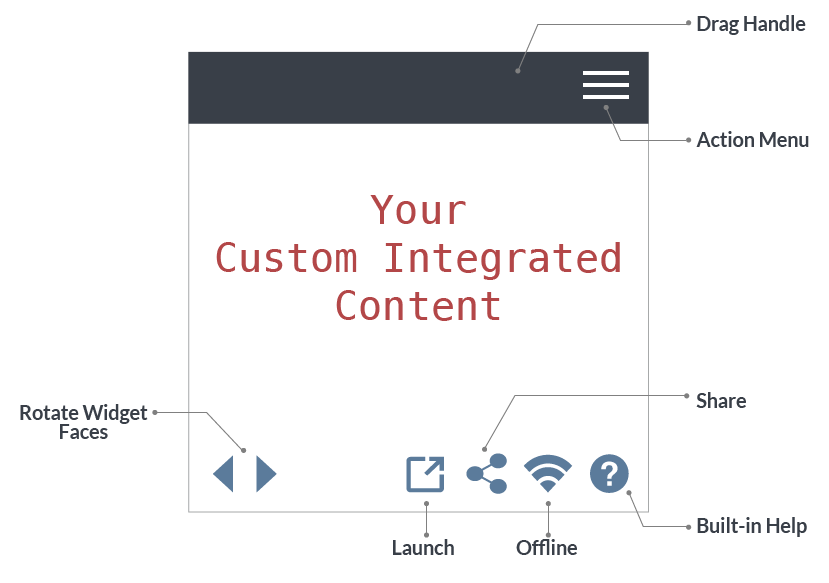 Drag Handle
Action Menu
Your
Custom Integrated
Content
Share
Rotate Widget
Faces
?
Built-in Help
Launch
Offline